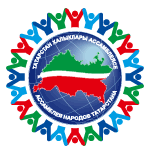 ТАТАРСТАН ХАЛЫКЛАРЫ АССАМБЛЕЯСЕ
АССАМБЛЕЯ НАРОДОВ ТАТАРСТАНА